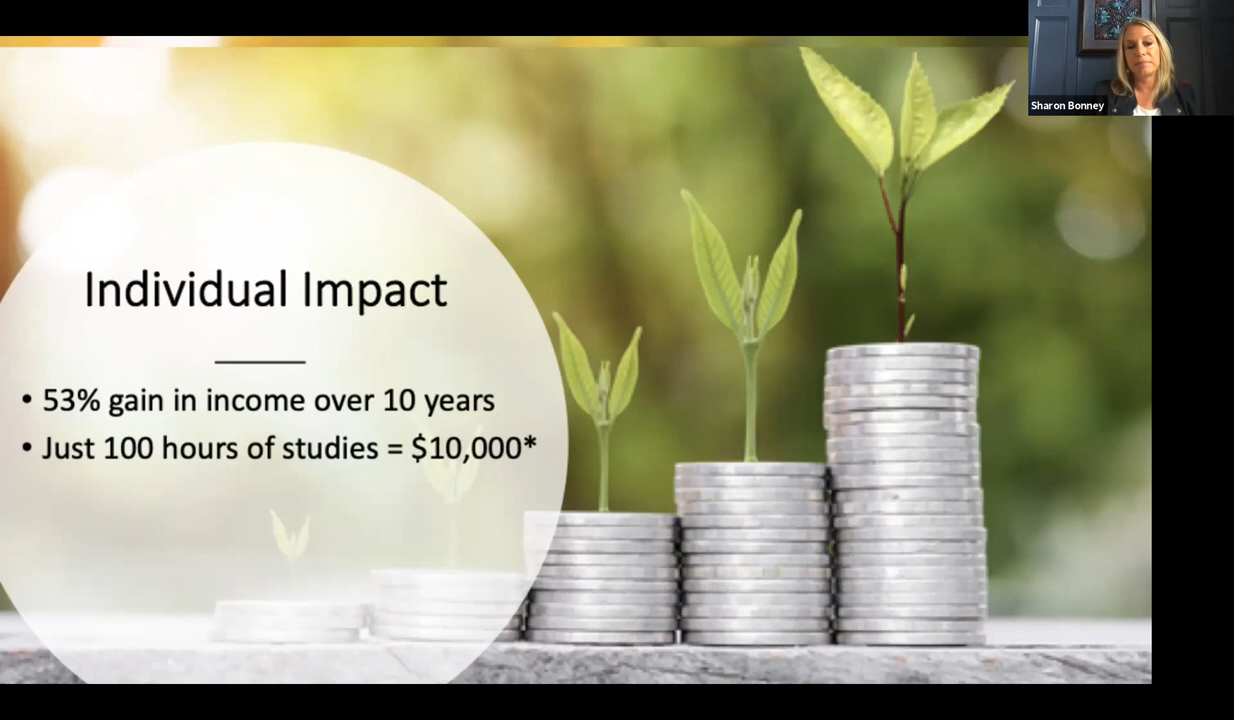 Sharon Bonney
Individual Impact
• 53% gain in income over 10 years
• Just 100 hours of studies = $10,000*